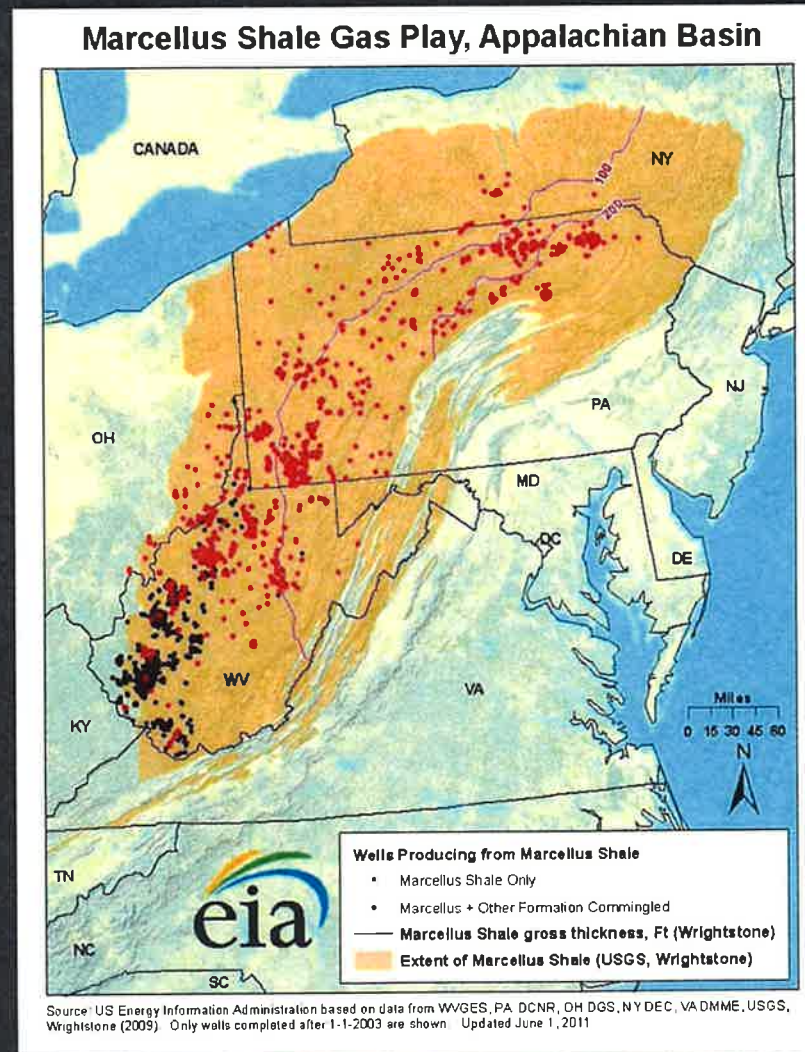 Marcellus Shale Gas Play, Appalachian Basin
CANADA
NY
100
200
PA
NJ
OH
MD
DC
DE
WV
VA
KY
Miles
0 15 30 45 60
N
TN
NC
SC
eia
Wells Producing from Marcellus Shale
Marcellus Shale Only
Marcellus + Other Formation Commingled
Marcellus Shale gross thickness, Ft (Wrightstone)
Extent of Marcellus Shale (USGS, Wrightstone)
Source: US Energy Information Administration based on data from WVGES, PA DCNR, OH DGS, NY DEC, VA DMME, USGS,
Wrightstone (2009). Only wells completed after 1-1-2003 are shown. Updated June 1, 2011